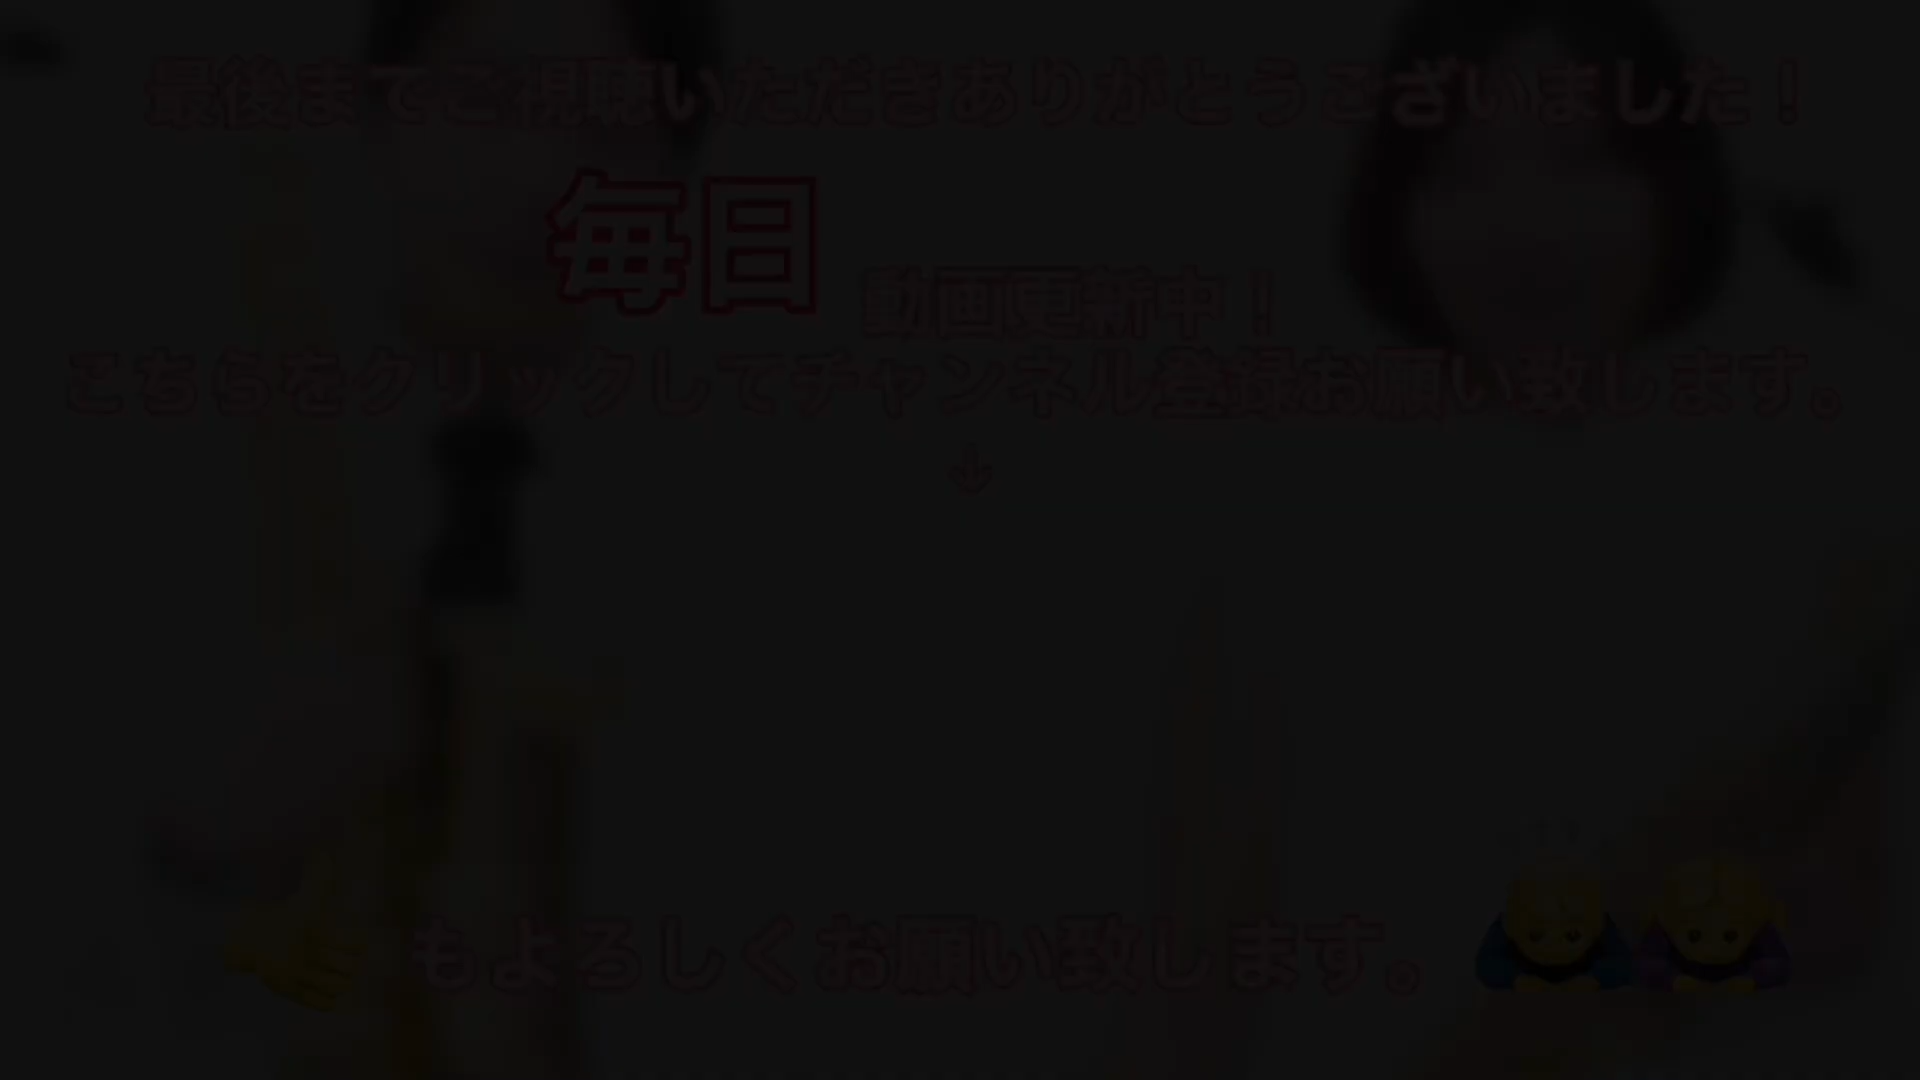 最後までご視聴いただきありがとうございました！
毎日 動画更新中！
こちらをクリックしてチャンネル登録お願い致します。
↓
もよろしくお願い致します。